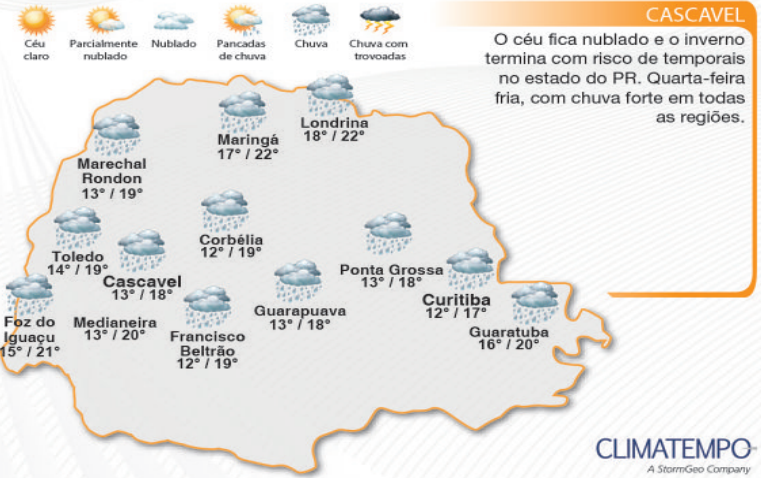 Céu
claro
Parcialmente
nublado
Nublado
Pancadas
de chuva
Chuva
Chuva com
trovoadas
CASCAVEL
O céu fica nublado e o inverno
termina com risco de temporais
no estado do PR. Quarta-feira
fria, com chuva forte em todas
as regiões.
Londrina
18° / 22°
Maringá
17° / 22°
Marechal
Rondon
13° / 19°
Corbélia
12° / 19°
Toledo
14° / 19°
Cascavel
13° / 18°
Ponta Grossa
13° / 18°
Curitiba
12° / 17°
Guaratuba
16° / 20°
Guarapuava
13° / 18°
Foz do
Iguaçu
15° / 21°
Medianeira
13° / 20°
Francisco
Beltrão
12° / 19°
CLIMATEMPO
A StormGeo Company